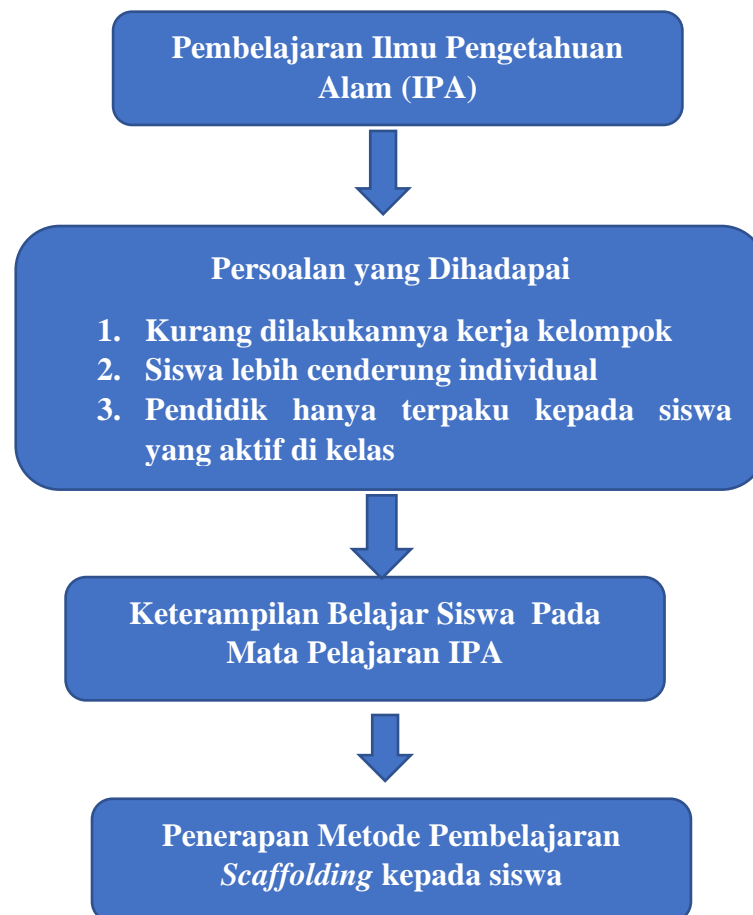 Pembelajaran Ilmu Pengetahuan
Alam (IPA)
Persoalan yang Dihadapai
1. Kurang dilakukannya kerja kelompok
2. Siswa lebih cenderung individual
3. Pendidik hanya terpaku kepada siswa
yang aktif di kelas
Keterampilan Belajar Siswa Pada
Mata Pelajaran IPA
Penerapan Metode Pembelajaran
Scaffolding kepada siswa